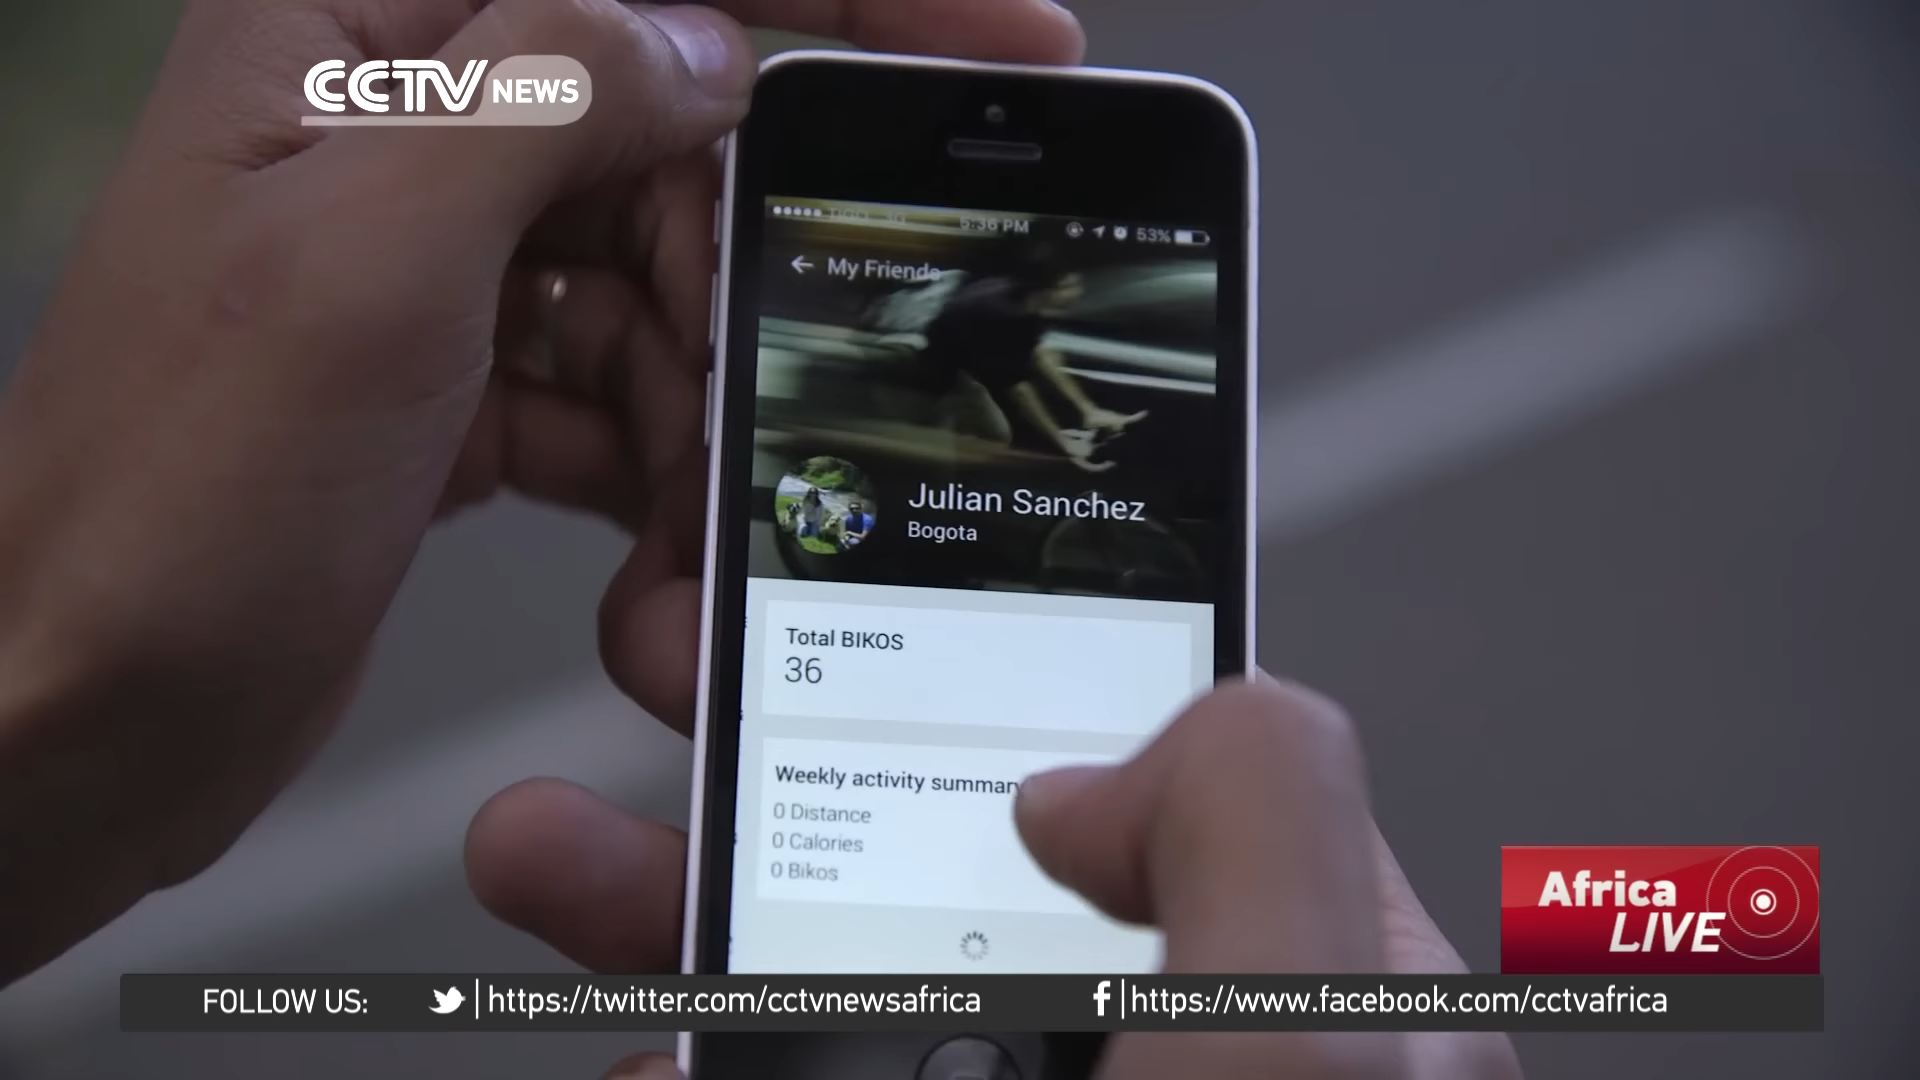 CCTV NEWS
5:36 PM 53%
My Friends
Julian Sanchez
Bogota
Total BIKOS
36
Weekly activity summary
0 Distance
0 Calories
0 Bikos
Africa
LIVE
FOLLOW US: https://twitter.com/cctvnewsafrica https://www.facebook.com/cctvafrica